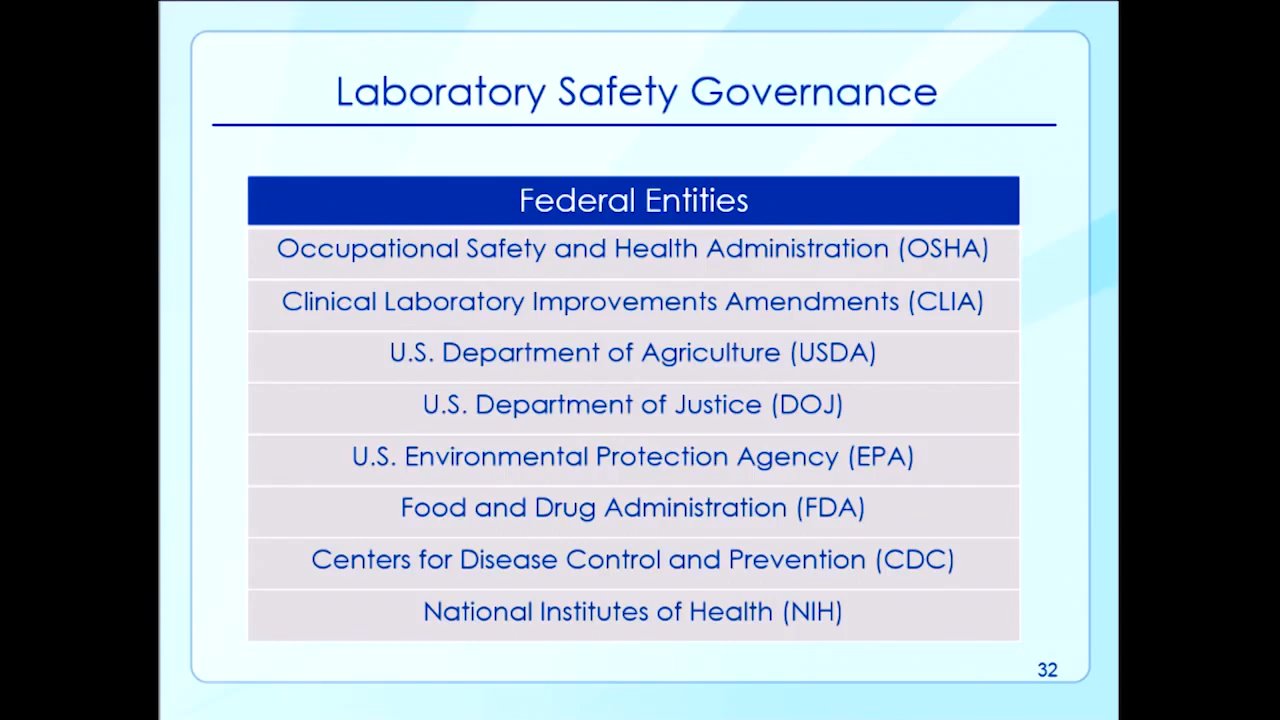 Laboratory Safety Governance
Federal Entities
Occupational Safety and Health Administration (OSHA)
Clinical Laboratory Improvements Amendments (CLIA)
U.S. Department of Agriculture (USDA)
U.S. Department of Justice (DOJ)
U.S. Environmental Protection Agency (EPA)
Food and Drug Administration (FDA)
Centers for Disease Control and Prevention (CDC)
National Institutes of Health (NIH)
32